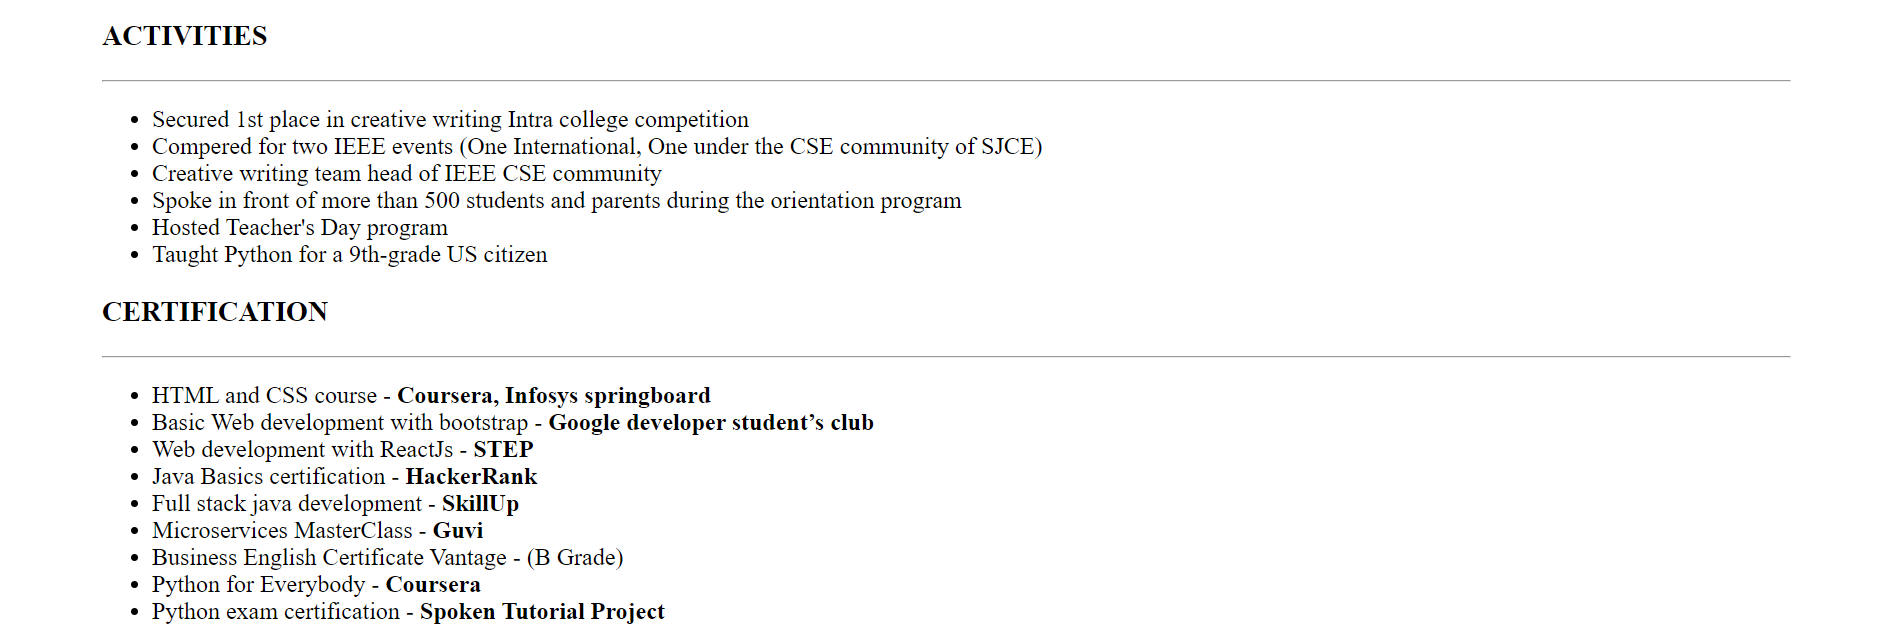 ACTIVITIES
• Secured 1st place in creative writing Intra college competition
• Compered for two IEEE events (One International, One under the CSE community of SJCE)
• Creative writing team head of IEEE CSE community
• Spoke in front of more than 500 students and parents during the orientation program
• Hosted Teacher's Day program
• Taught Python for a 9th-grade US citizen
CERTIFICATION
• HTML and CSS course - Coursera, Infosys springboard
• Basic Web development with bootstrap - Google developer student’s club
• Web development with ReactJs - STEP
• Java Basics certification - HackerRank
• Full stack java development - SkillUp
• Microservices MasterClass - Guvi
• Business English Certificate Vantage - (B Grade)
• Python for Everybody - Coursera
• Python exam certification - Spoken Tutorial Project